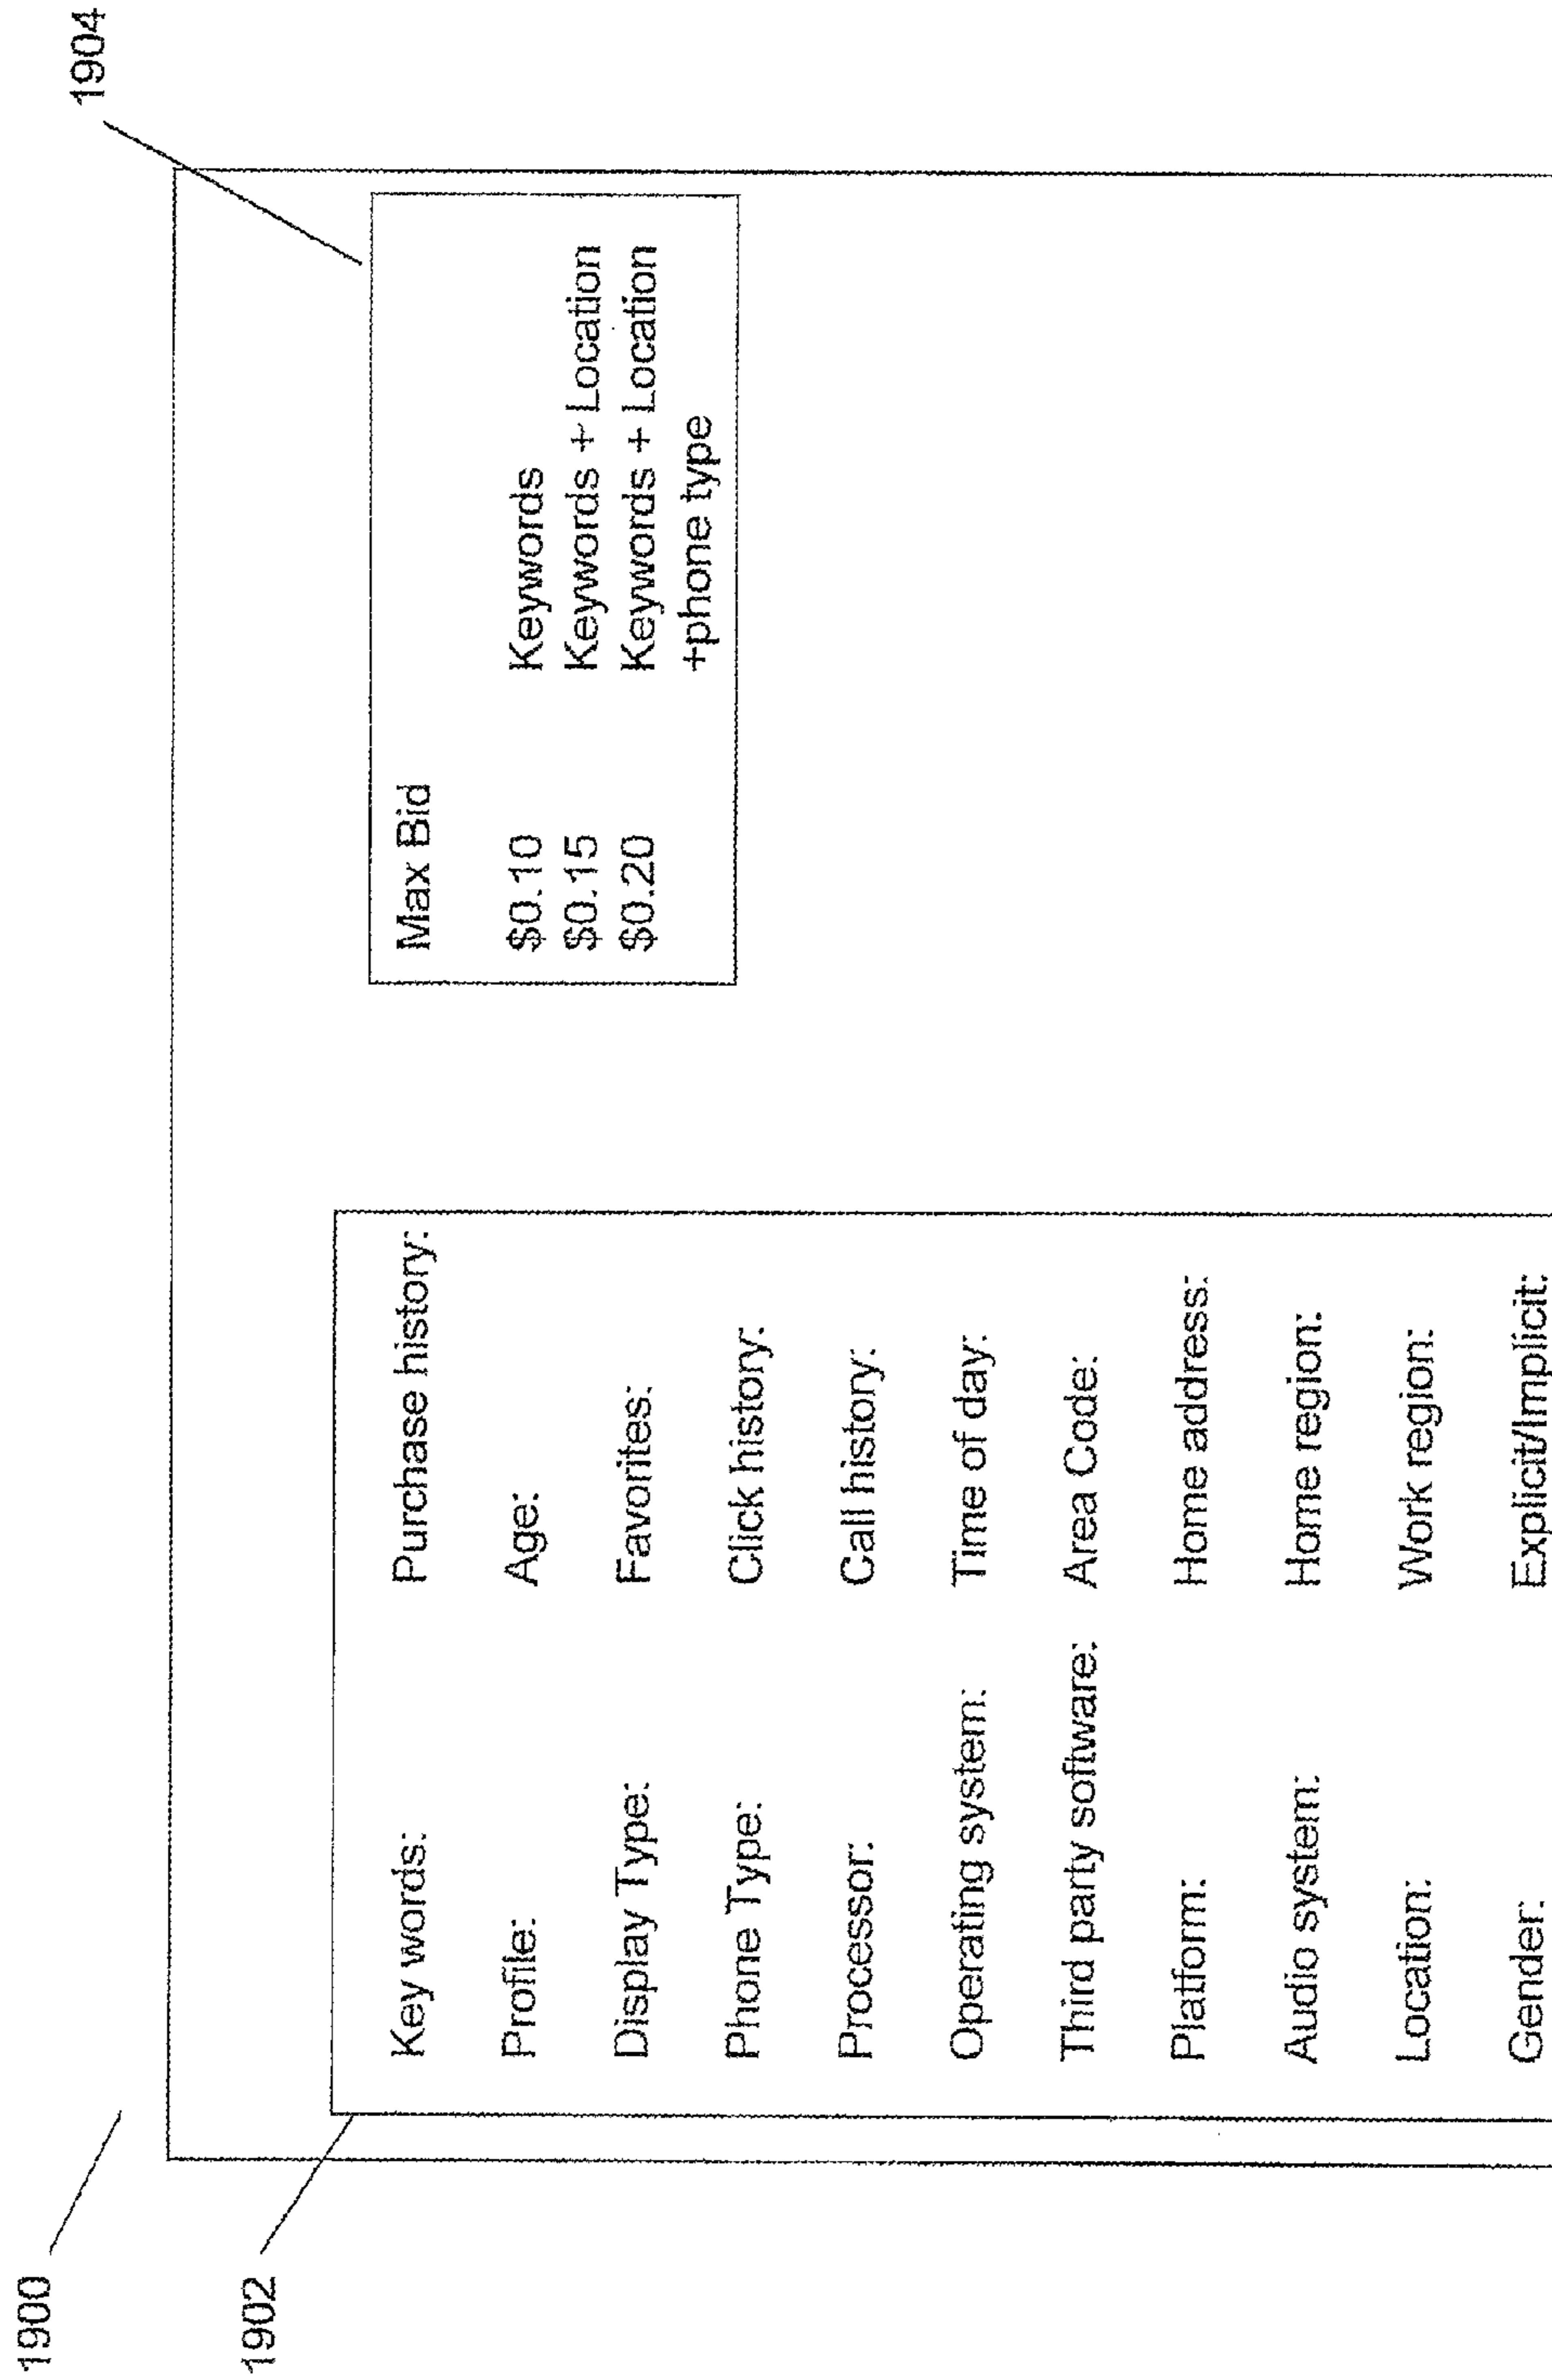 1900
1902
1904
Key words:
Purchase history:
Profile:
Age:
Display Type:
Favorites:
Phone Type:
Click history:
Processor:
Call history:
Operating system:
Time of day:
Third party software:
Area Code:
Platform:
Home address:
Audio system:
Home region:
Location:
Work region:
Gender:
Explicit/Implicit:
Max Bid
$0.10 Keywords
$0.15 Keywords + Location
$0.20 Keywords + Location
+phone type